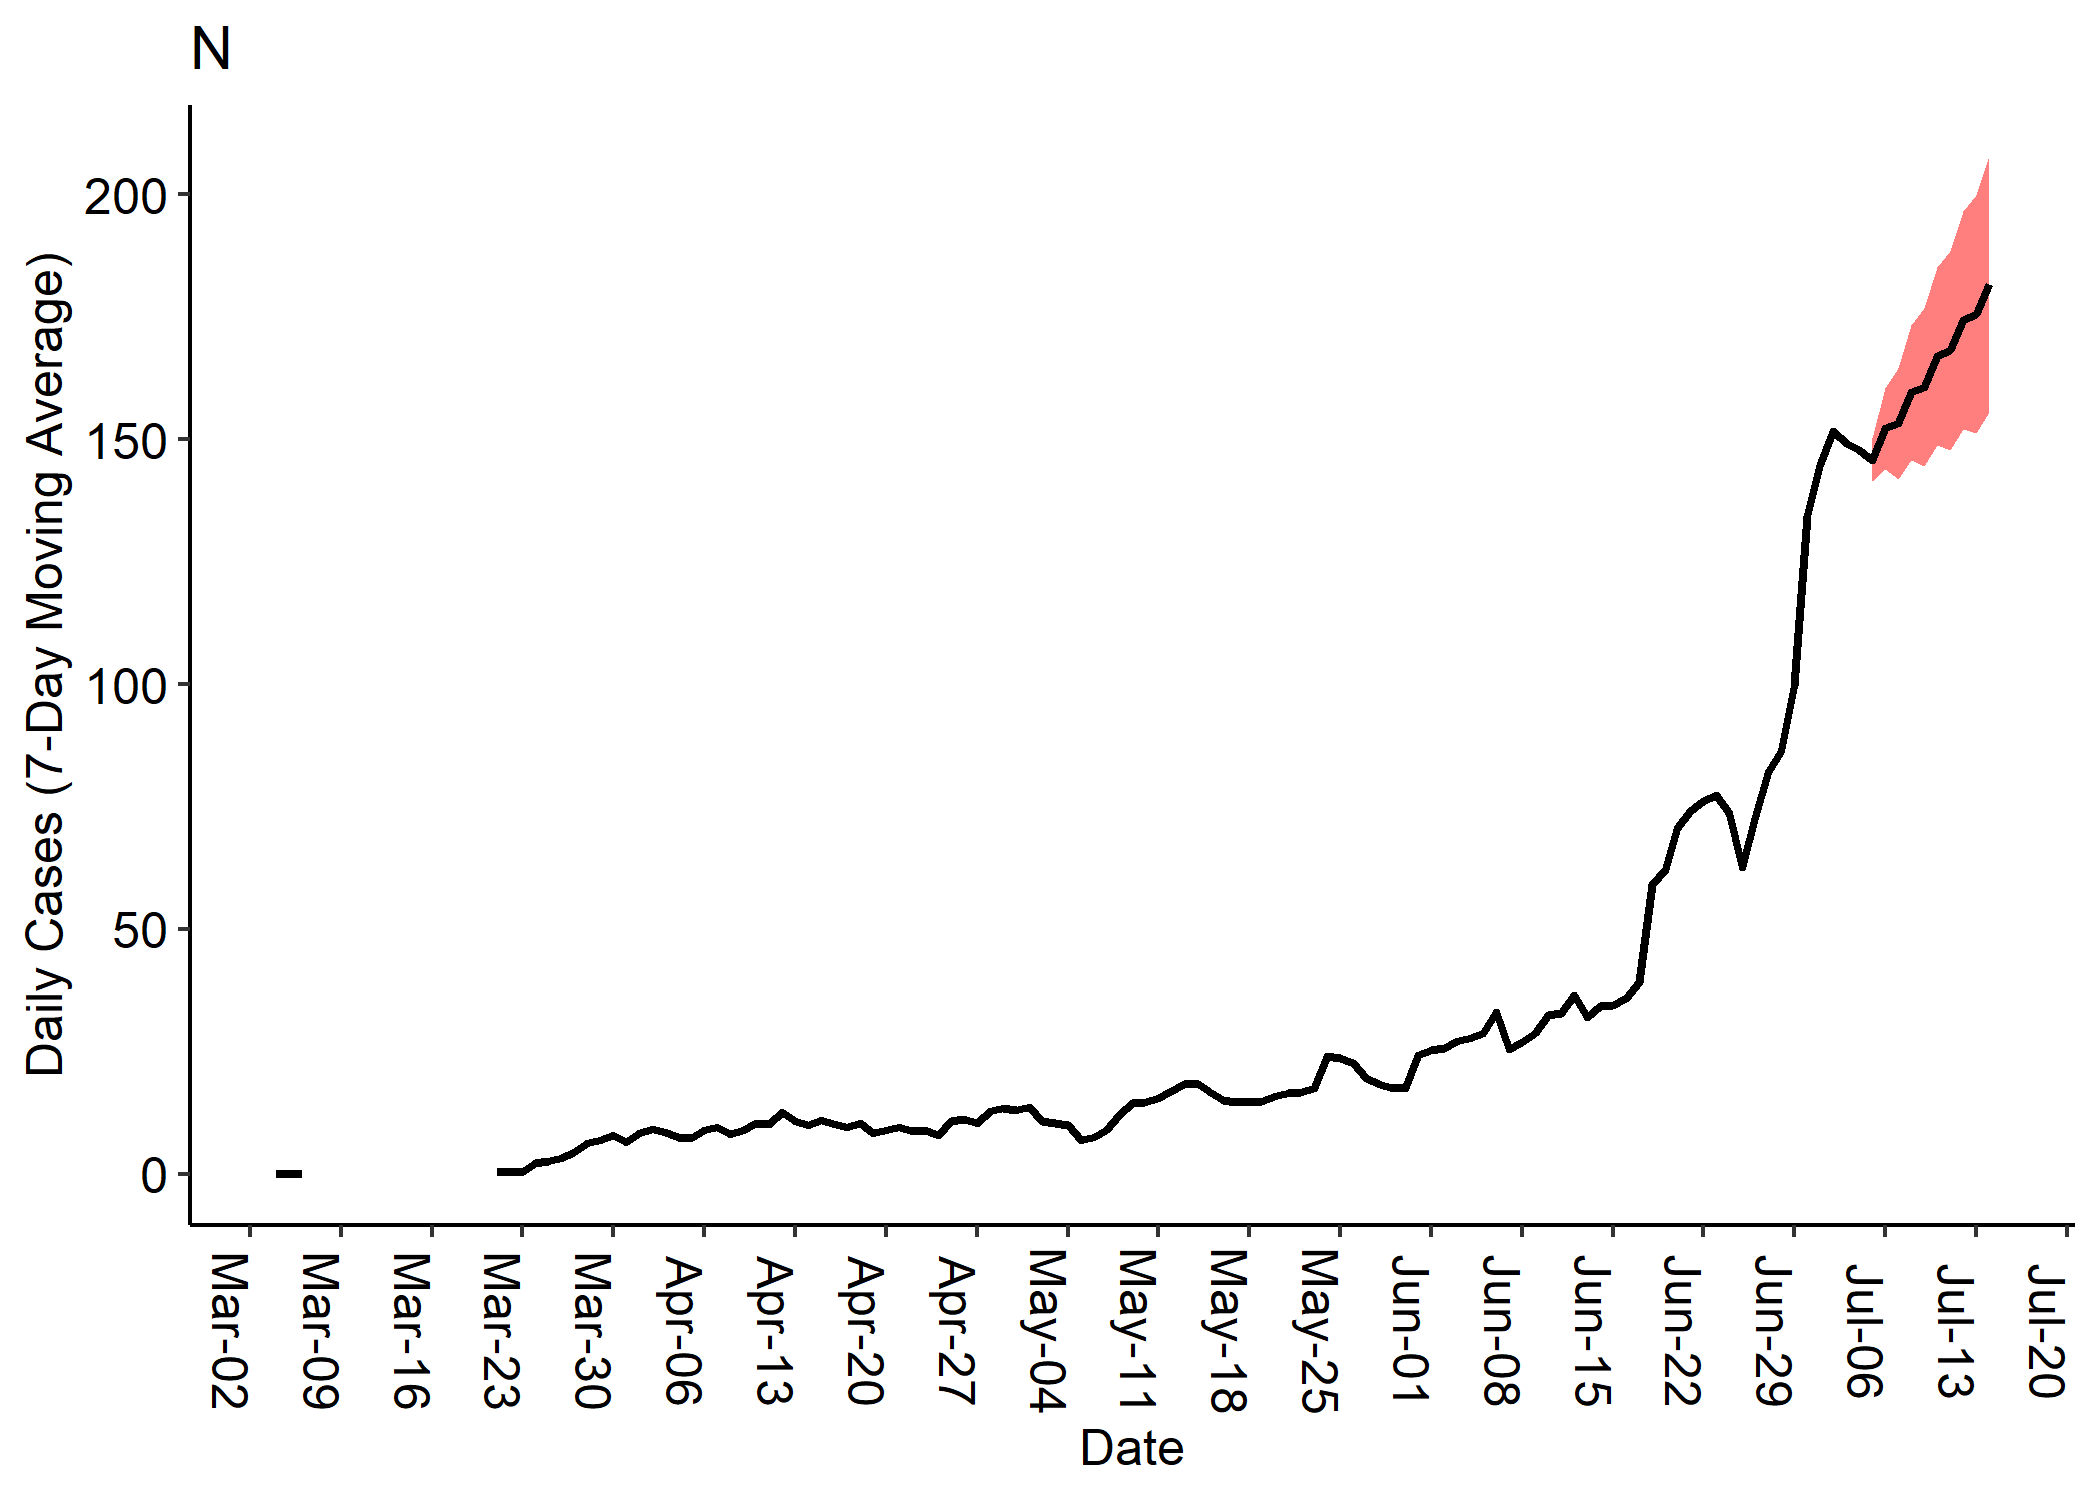 N
Daily Cases (7-Day Moving Average)
200
150
100
50
0
Mar-02
Mar-09
Mar-16
Mar-23
Mar-30
Apr-06
Apr-13
Apr-20
Apr-27
May-04
May-11
May-18
May-25
Jun-01
Jun-08
Jun-15
Jun-22
Jun-29
Jul-06
Jul-13
Jul-20
Date